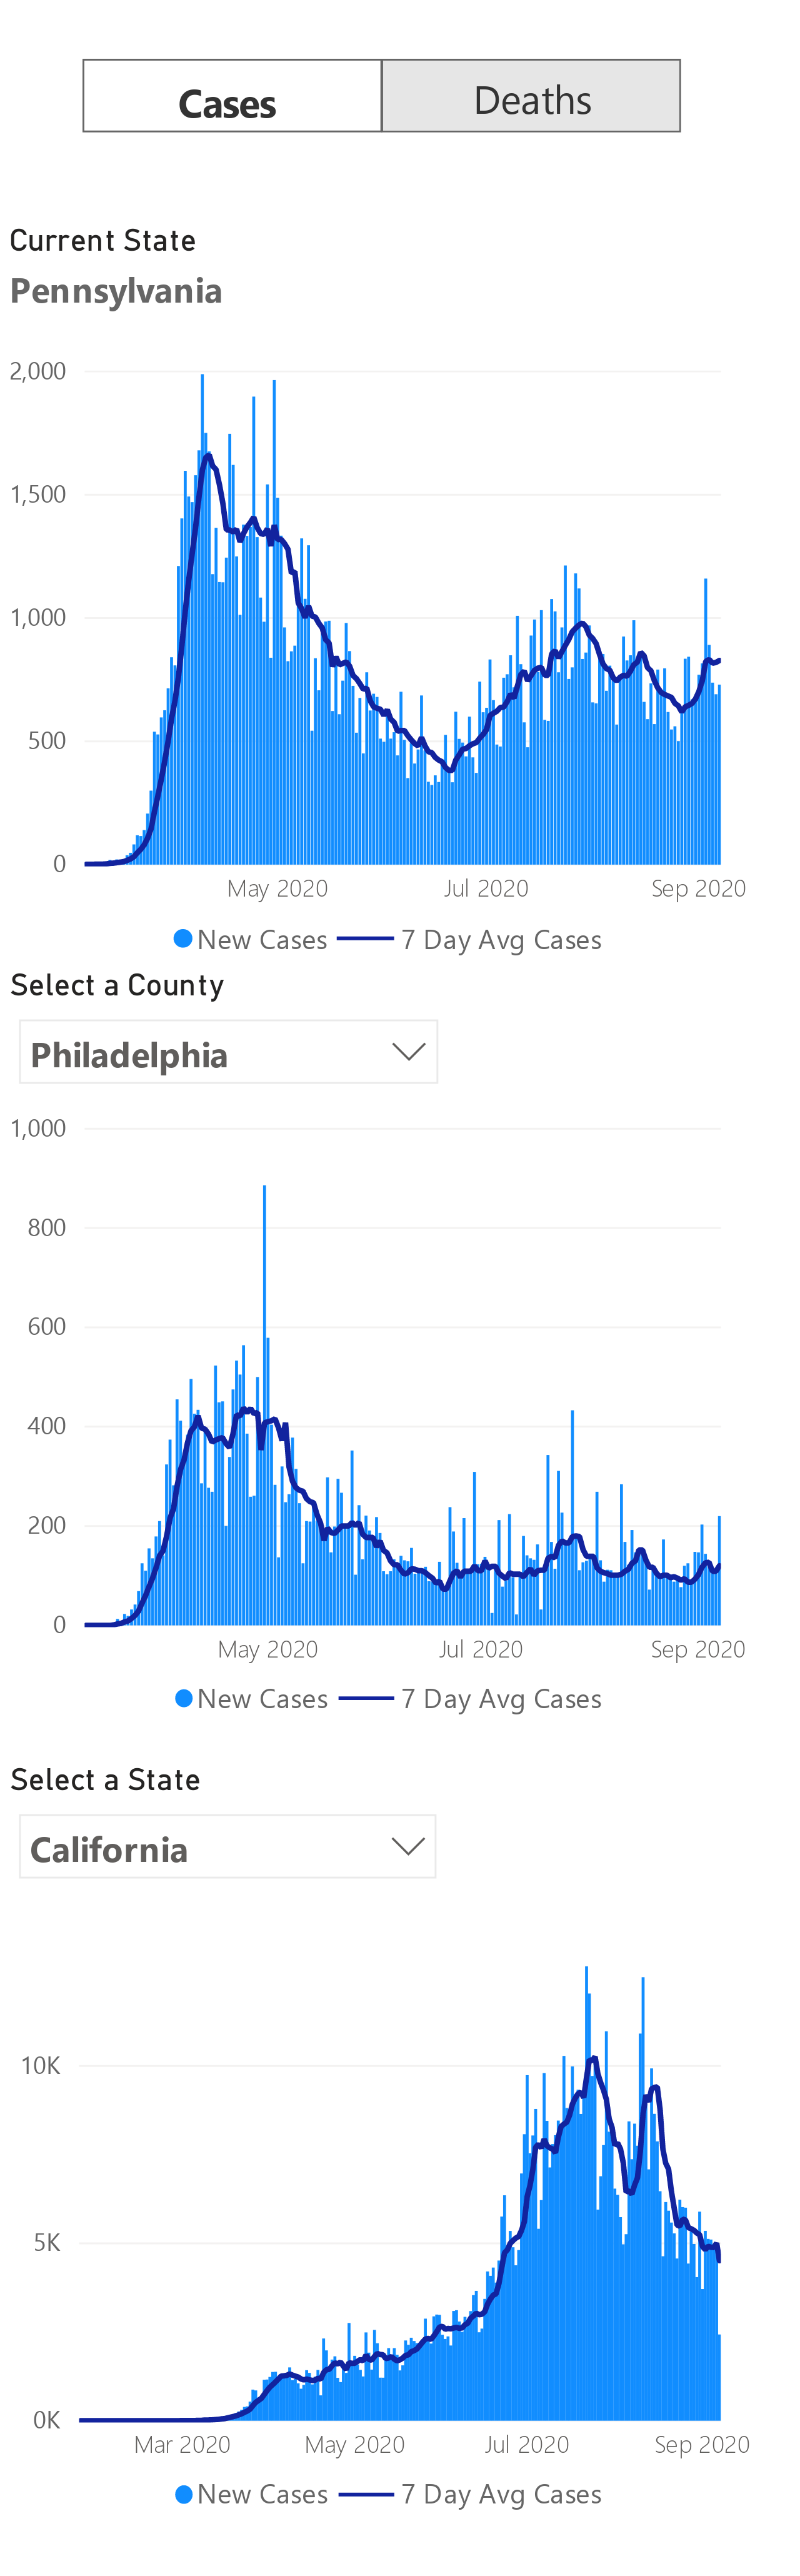 Cases Deaths
Current State
Pennsylvania
2,000
1,500
1,000
500
0
May 2020 Jul 2020 Sep 2020
New Cases 7 Day Avg Cases
Select a County
Philadelphia
1,000
800
600
400
200
0
May 2020 Jul 2020 Sep 2020
New Cases 7 Day Avg Cases
Select a State
California
10K
5K
0K
Mar 2020 May 2020 Jul 2020 Sep 2020
New Cases 7 Day Avg Cases